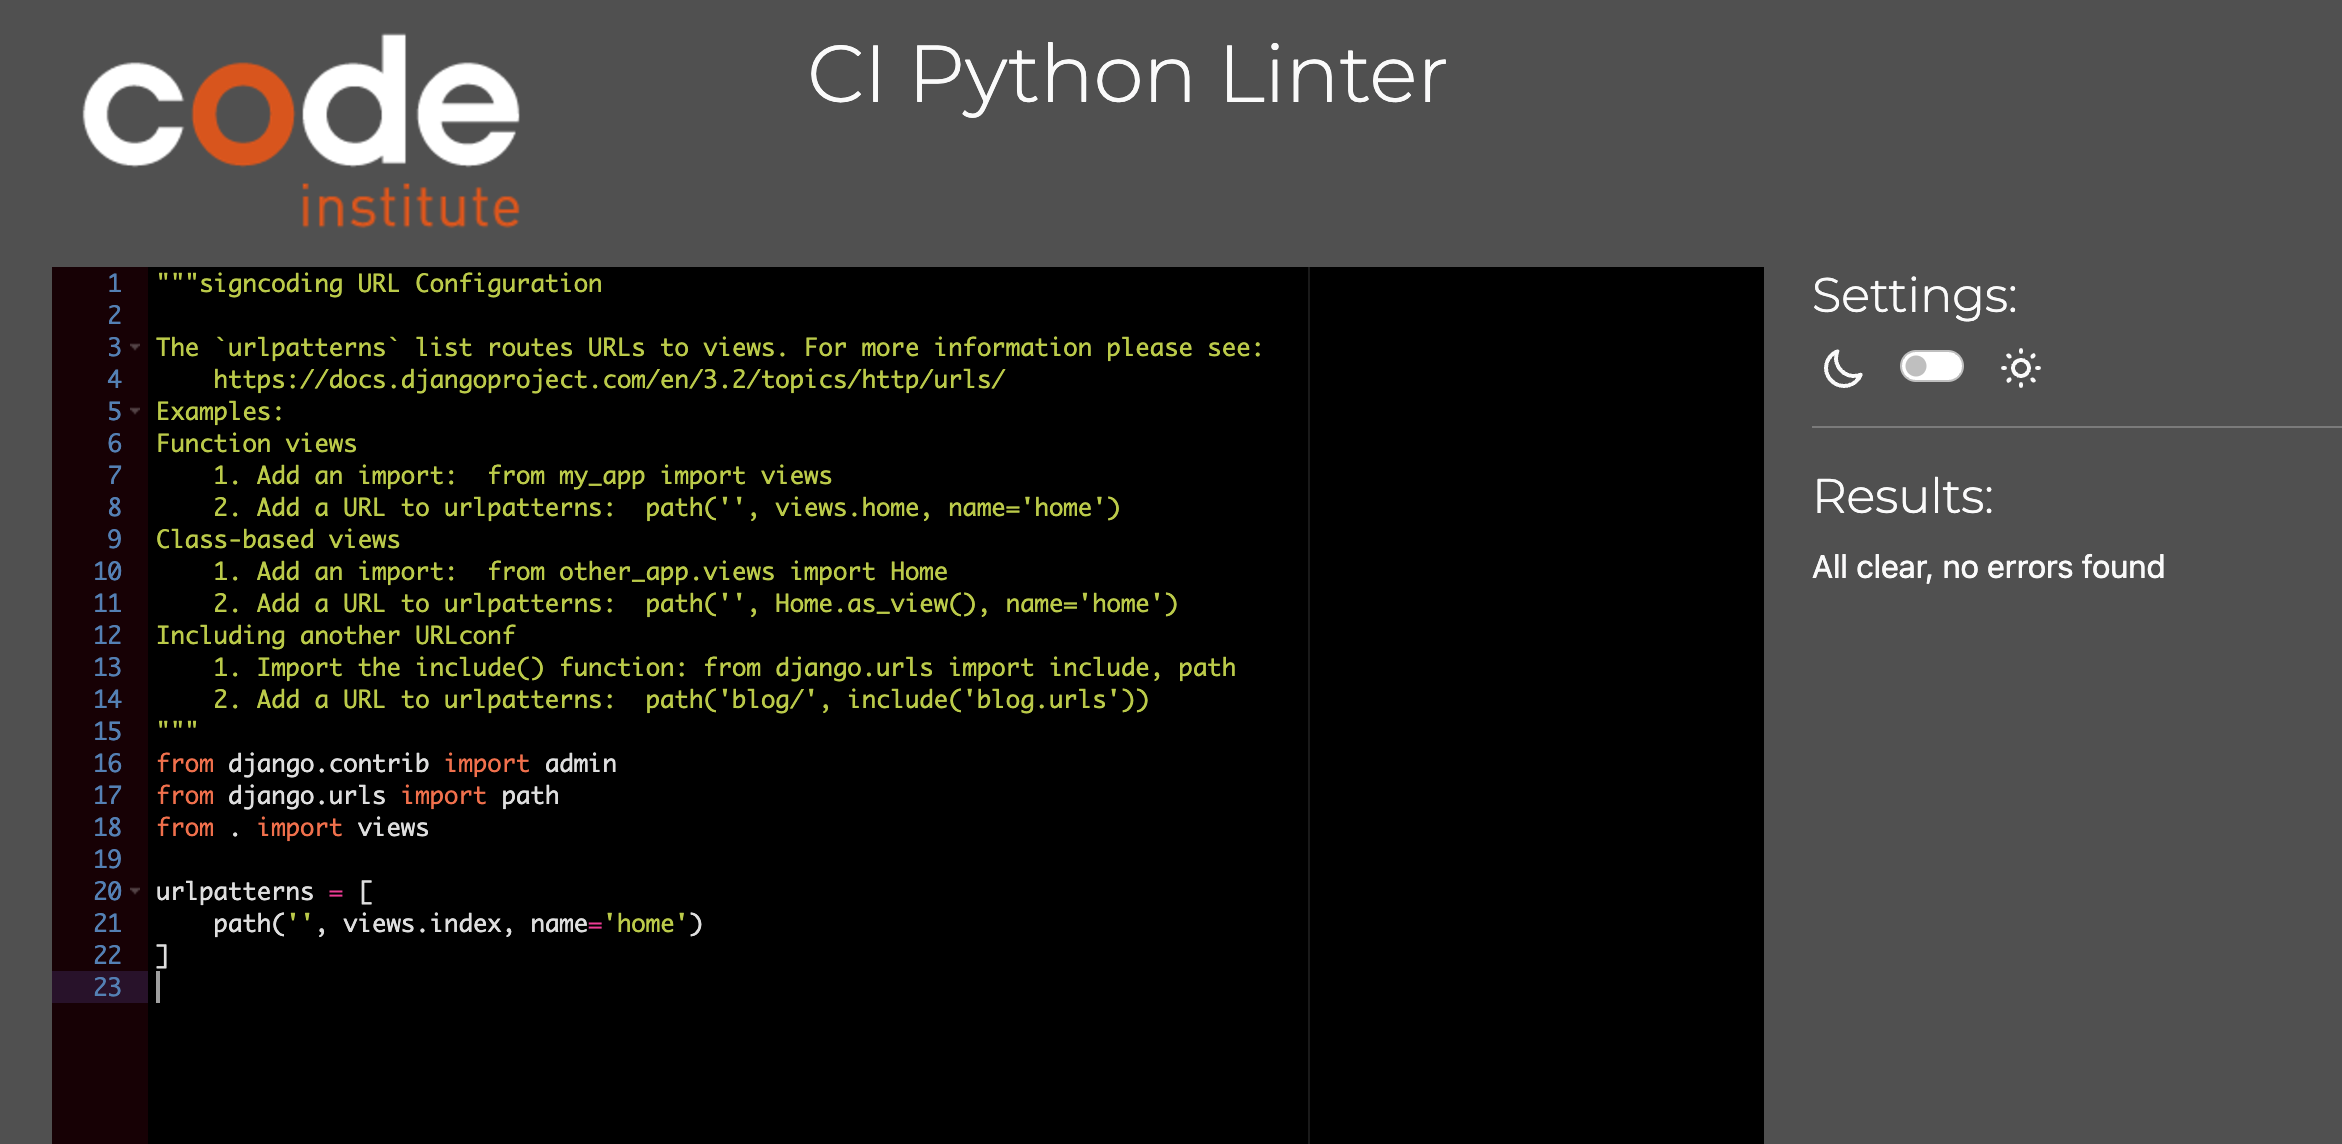 code
institute
CI Python Linter
1 """signcoding URL Configuration
2
3 The `urlpatterns` list routes URLs to views. For more information please see:
4     https://docs.djangoproject.com/en/3.2/topics/http/urls/
5 Examples:
6 Function views
7     1. Add an import:  from my_app import views
8     2. Add a URL to urlpatterns:  path('', views.home, name='home')
9 Class-based views
10     1. Add an import:  from other_app.views import Home
11     2. Add a URL to urlpatterns:  path('', Home.as_view(), name='home')
12 Including another URLconf
13     1. Import the include() function: from django.urls import include, path
14     2. Add a URL to urlpatterns:  path('blog/', include('blog.urls'))
15 """
16 from django.contrib import admin
17 from django.urls import path
18 from . import views
19
20 urlpatterns = [
21     path('', views.index, name='home')
22 ]
23
Settings:
Results:
All clear, no errors found